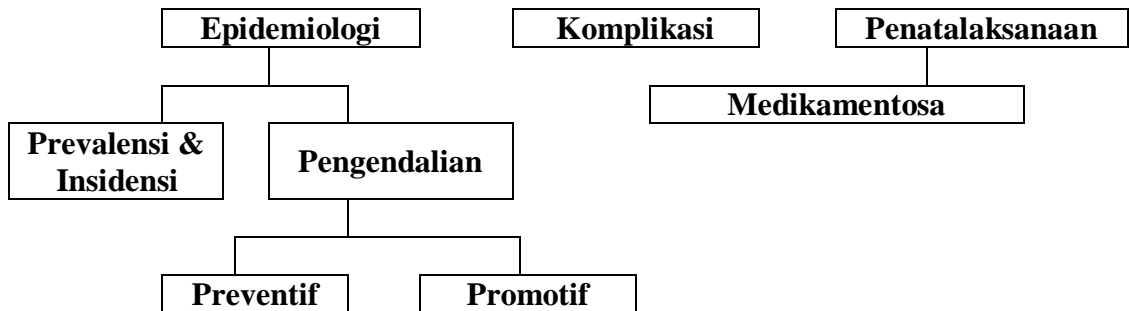 Epidemiologi
Komplikasi
Penatalaksanaan
Medikamentosa
Prevalensi &
Insidensi
Pengendalian
Preventif
Promotif